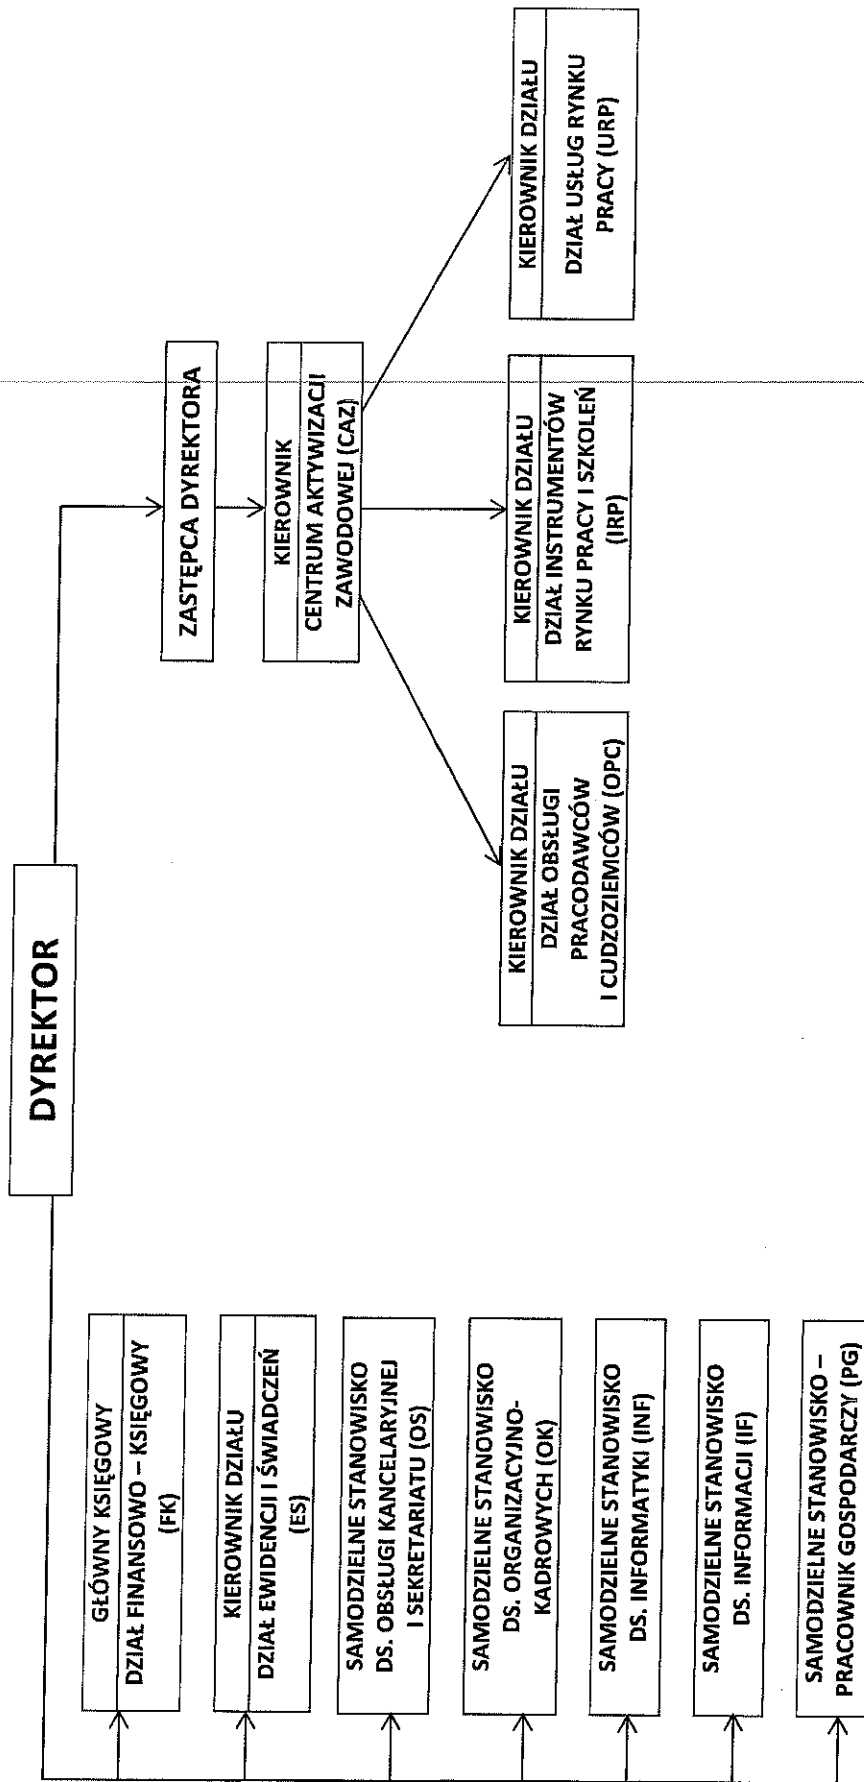 DYREKTOR
GŁÓWNY KSIĘGOWY
DZIAŁ FINANSOWO – KSIĘGOWY
(FK)
KIEROWNIK DZIAŁU
DZIAŁ EWIDENCJI I ŚWIADCZEŃ
(ES)
SAMODZIELNE STANOWISKO
DS. OBSŁUGI KANCELARYJNEJ
I SEKRETARIATU (OS)
SAMODZIELNE STANOWISKO
DS. ORGANIZACYJNO-
KADROWYCH (OK)
SAMODZIELNE STANOWISKO
DS. INFORMATYKI (INF)
SAMODZIELNE STANOWISKO
DS. INFORMACJI (IF)
SAMODZIELNE STANOWISKO –
PRACOWNIK GOSPODARCZY (PG)
ZASTĘPCA DYREKTORA
KIEROWNIK
CENTRUM AKTYWIZACJI
ZAWODOWEJ (CAZ)
KIEROWNIK DZIAŁU
DZIAŁ OBSŁUGI
PRACODAWCÓW
I CUDZOZIEMCÓW (OPC)
KIEROWNIK DZIAŁU
DZIAŁ INSTRUMENTÓW
RYNKU PRACY I SZKOLEŃ
(IRP)
KIEROWNIK DZIAŁU
DZIAŁ USŁUG RYNKU
PRACY (URP)